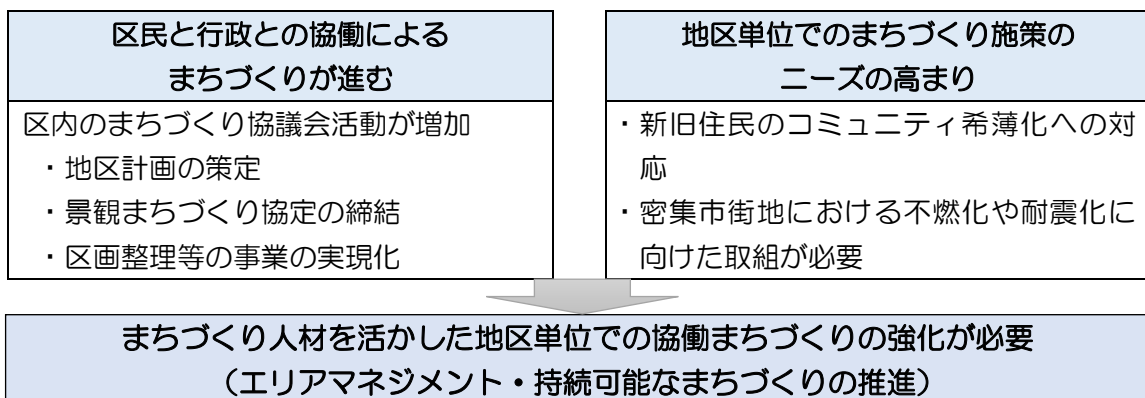 区民と行政との協働による
まちづくりが進む
区内のまちづくり協議会活動が増加
・地区計画の策定
・景観まちづくり協定の締結
・区画整理等の事業の実現化
地区単位でのまちづくり施策の
ニーズの高まり
・新旧住民のコミュニティ希薄化への対
応
・密集市街地における不燃化や耐震化に
向けた取組が必要
まちづくり人材を活かした地区単位での協働まちづくりの強化が必要
（エリアマネジメント・持続可能なまちづくりの推進）